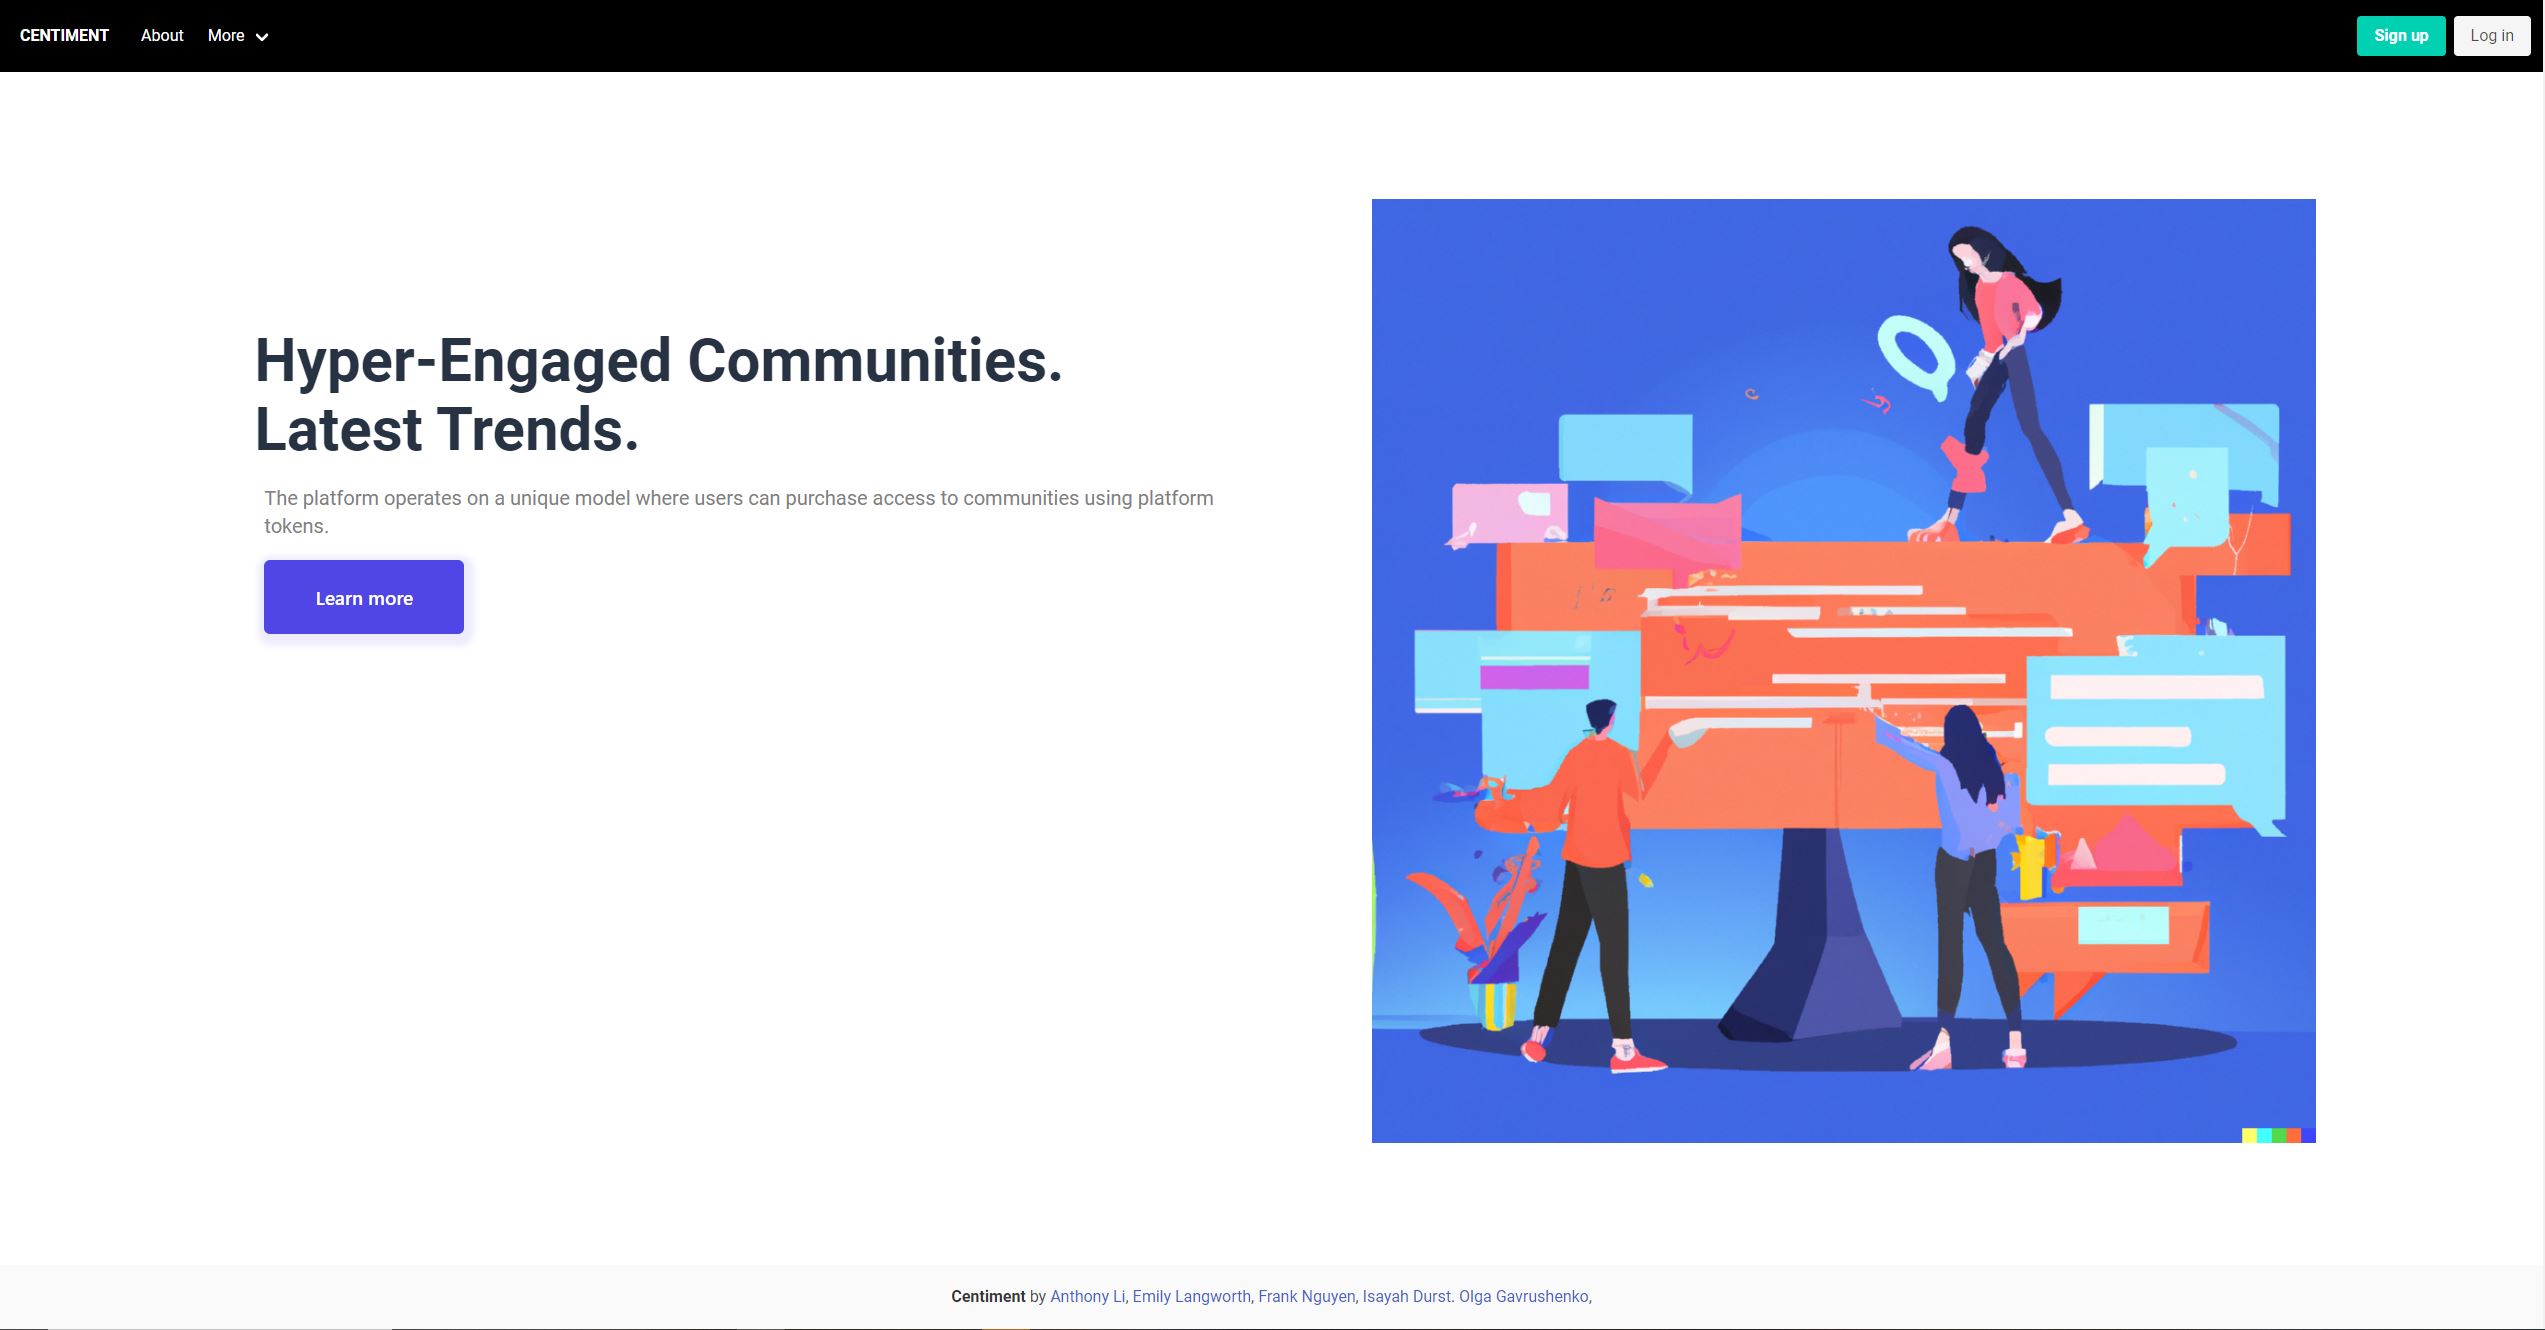 CENTIMENT About More Sign up Log in
Hyper-Engaged Communities.
Latest Trends.
The platform operates on a unique model where users can purchase access to communities using platform
tokens.
Learn more
Centiment by Anthony Li, Emily Langworth, Frank Nguyen, Isayah Durst. Olga Gavrushenko,